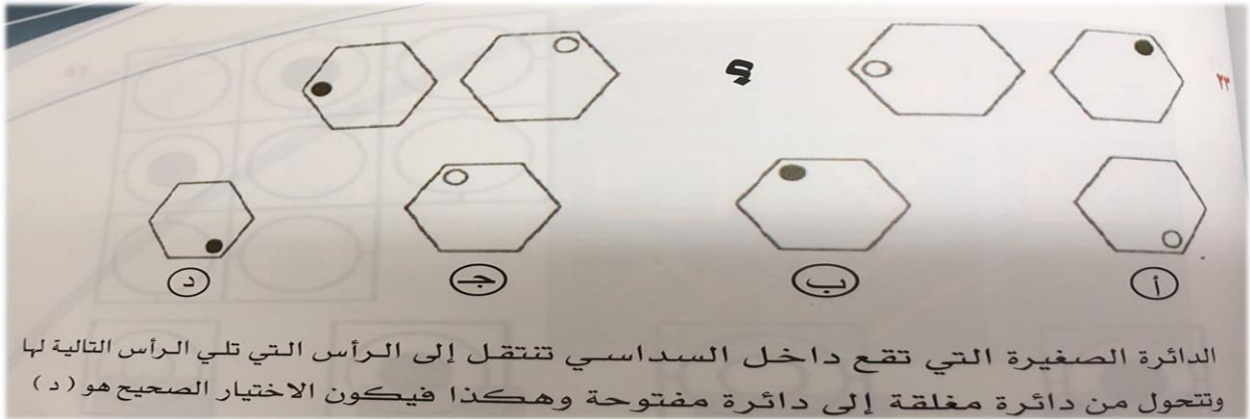 ٢٣
؟
أ
ب
جـ
د
الدائرة الصغيرة التي تقع داخل السداسي تنتقل إلى الرأس التي تلي الرأس التالية لها
وتتحول من دائرة مغلقة إلى دائرة مفتوحة وهكذا فيكون الاختيار الصحيح هو (د)